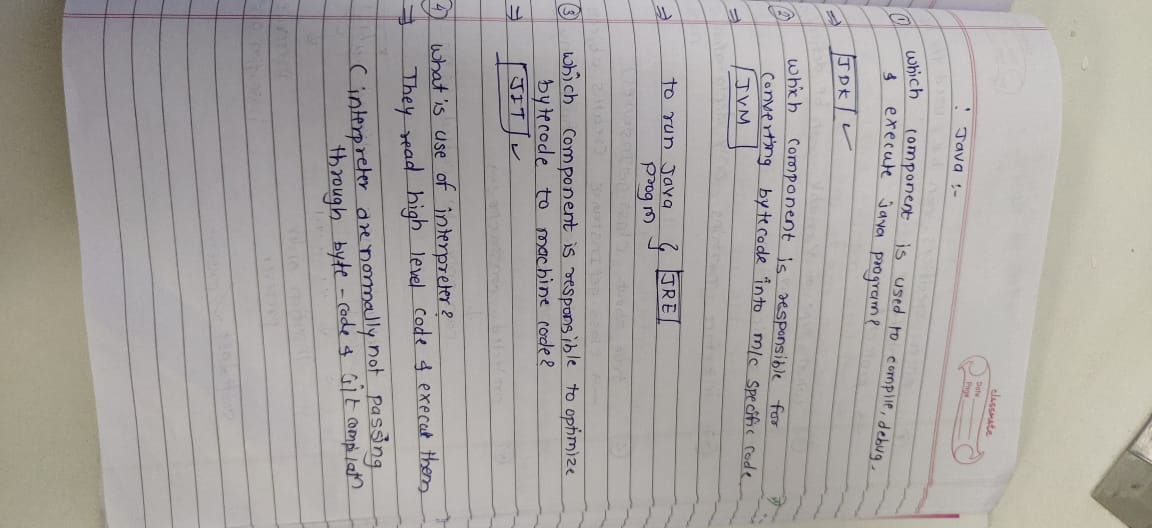 classmate
Date
Page
: Java :-
① which component is used to compile, debug,
& execute java programe
⇒ JDK ✓
② which component is responsible for
converting bytecode into m/c specific code
⇒ JVM
⇒ to run Java & JRE
progm
③ which component is responsible to optimize
bytecode to machine code?
⇒ JIT ✓
④ what is use of interpreter?
⇒ They read high level code & execut them
( interpreter are normally not passing
through byte-code & jit compilatn